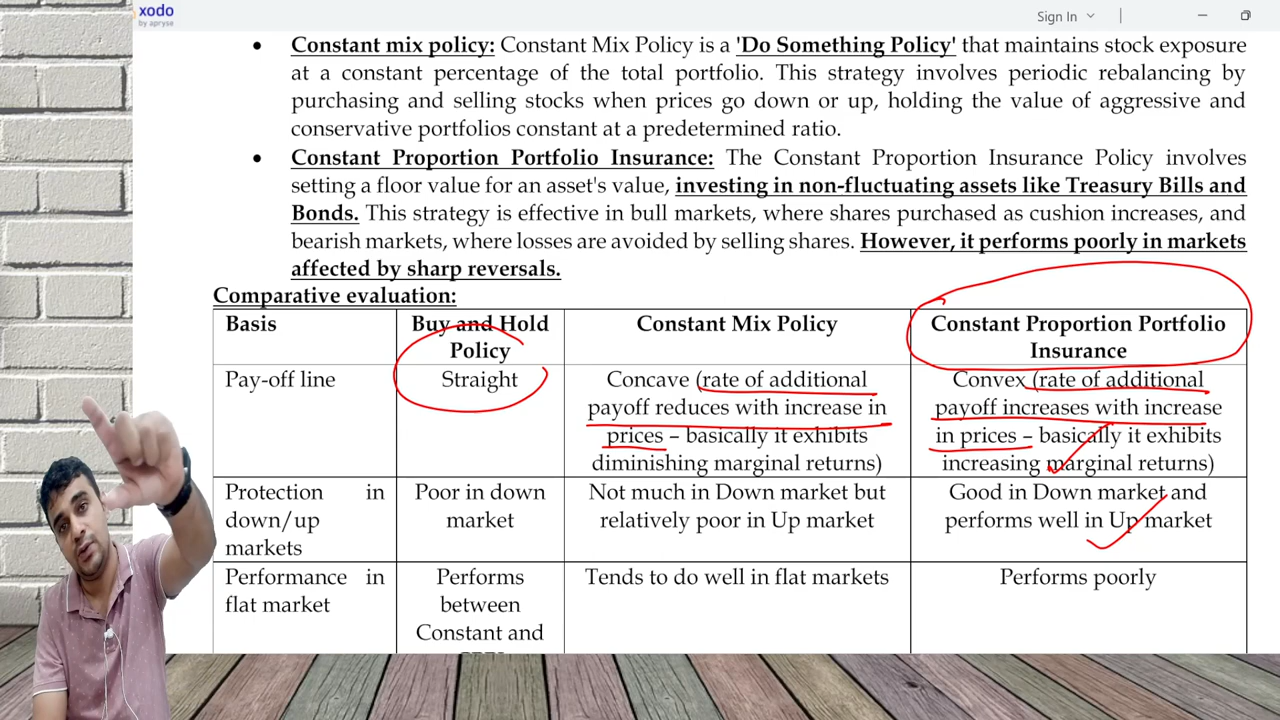 xodo
by apryse
Sign In
• Constant mix policy: Constant Mix Policy is a 'Do Something Policy' that maintains stock exposure
at a constant percentage of the total portfolio. This strategy involves periodic rebalancing by
purchasing and selling stocks when prices go down or up, holding the value of aggressive and
conservative portfolios constant at a predetermined ratio.
• Constant Proportion Portfolio Insurance: The Constant Proportion Insurance Policy involves
setting a floor value for an asset's value, investing in non-fluctuating assets like Treasury Bills and
Bonds. This strategy is effective in bull markets, where shares purchased as cushion increases, and
bearish markets, where losses are avoided by selling shares. However, it performs poorly in markets
affected by sharp reversals.
Comparative evaluation:
Basis
Buy and Hold
Policy
Constant Mix Policy
Constant Proportion Portfolio
Insurance
Pay-off line
Straight
Concave (rate of additional
payoff reduces with increase in
prices – basically it exhibits
diminishing marginal returns)
Convex (rate of additional
payoff increases with increase
in prices – basically it exhibits
increasing marginal returns)
Protection in
down/up
markets
Poor in down
market
Not much in Down market but
relatively poor in Up market
Good in Down market and
performs well in Up market
Performance in
flat market
Performs
between
Constant and
Tends to do well in flat markets
Performs poorly